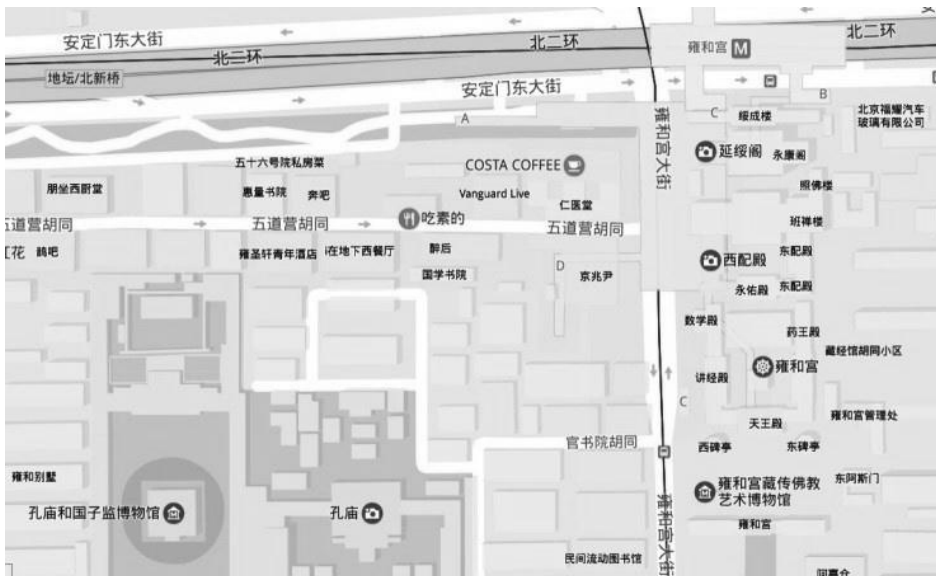 安定门东大街
北二环
北二环
雍和宫 M
地坛/北新桥
安定门东大街
A
C
B
绥成楼
北京福耀汽车
玻璃有限公司
雍和宫大街
五十六号院私房菜
COSTA COFFEE
延绥阁
永康阁
朋坐西厨堂
惠量书院
奔吧
Vanguard Live
仁医堂
照佛楼
五道营胡同
五道营胡同
吃素的
五道营胡同
班禅楼
红花
鹊吧
雍圣轩青年酒店
在地下西餐厅
醉后
国学书院
D
京兆尹
西配殿
东配殿
永佑殿
东配殿
数学殿
药王殿
藏经馆胡同小区
讲经殿
雍和宫
C
天王殿
雍和宫管理处
官书院胡同
西碑亭
东碑亭
雍和别墅
雍和宫藏传佛教
艺术博物馆
东阿斯门
孔庙和国子监博物馆
孔庙
雍和宫大街
雍和宫
民间流动图书馆